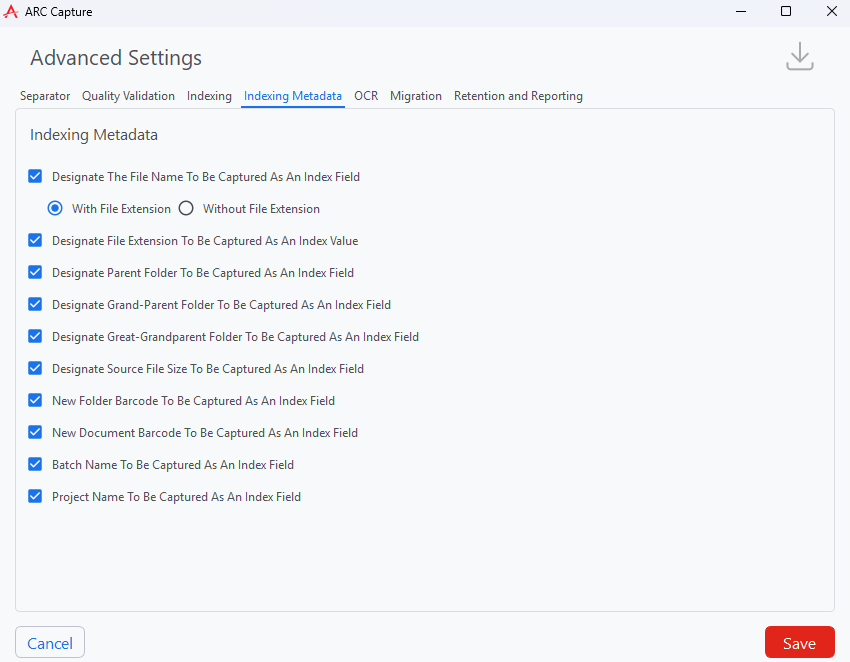 ARC Capture
Advanced Settings
Separator Quality Validation Indexing Indexing Metadata OCR Migration Retention and Reporting
Indexing Metadata
Designate The File Name To Be Captured As An Index Field
With File Extension Without File Extension
Designate File Extension To Be Captured As An Index Value
Designate Parent Folder To Be Captured As An Index Field
Designate Grand-Parent Folder To Be Captured As An Index Field
Designate Great-Grandparent Folder To Be Captured As An Index Field
Designate Source File Size To Be Captured As An Index Field
New Folder Barcode To Be Captured As An Index Field
New Document Barcode To Be Captured As An Index Field
Batch Name To Be Captured As An Index Field
Project Name To Be Captured As An Index Field
Cancel Save